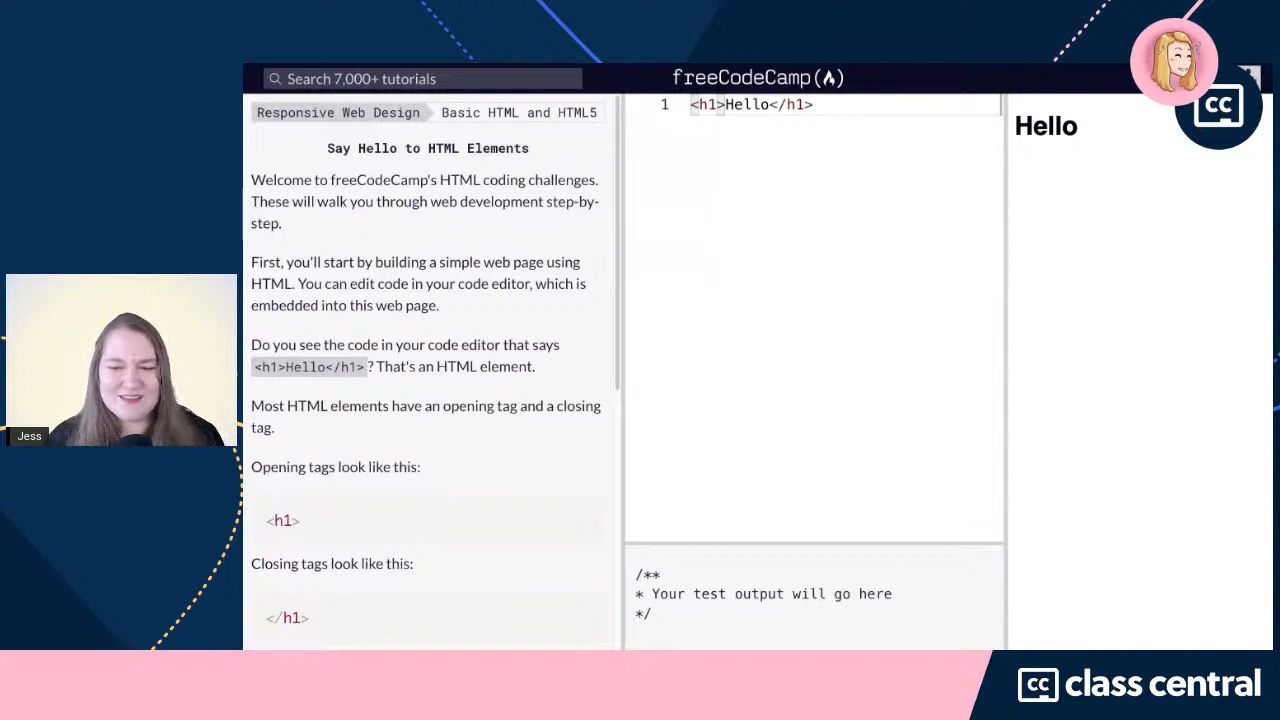 Search 7,000+ tutorials
freeCodeCamp(🔥)
Responsive Web Design
Basic HTML and HTML5
Say Hello to HTML Elements
Welcome to freeCodeCamp's HTML coding challenges.
These will walk you through web development step-by-
step.
First, you'll start by building a simple web page using
HTML. You can edit code in your code editor, which is
embedded into this web page.
Do you see the code in your code editor that says
<h1>Hello</h1>? That's an HTML element.
Most HTML elements have an opening tag and a closing
tag.
Opening tags look like this:
<h1>
Closing tags look like this:
</h1>
1 <h1>Hello</h1>
/**
* Your test output will go here
*/
Hello
CC
Jess
CC class central